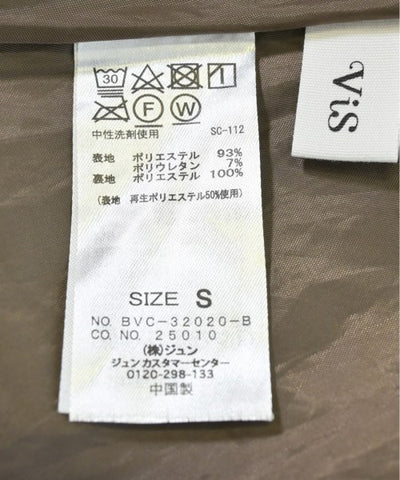 30
F W
中性洗剤使用 SC-112
表地 ポリエステル 93%
ポリウレタン 7%
裏地 ポリエステル 100%
(表地 再生ポリエステル50%使用)
SIZE S
NO. BVC-32020-B
CO. NO. 25010
(株)ジュン
ジュンカスタマーセンター
0120-298-133
中国製
ViS